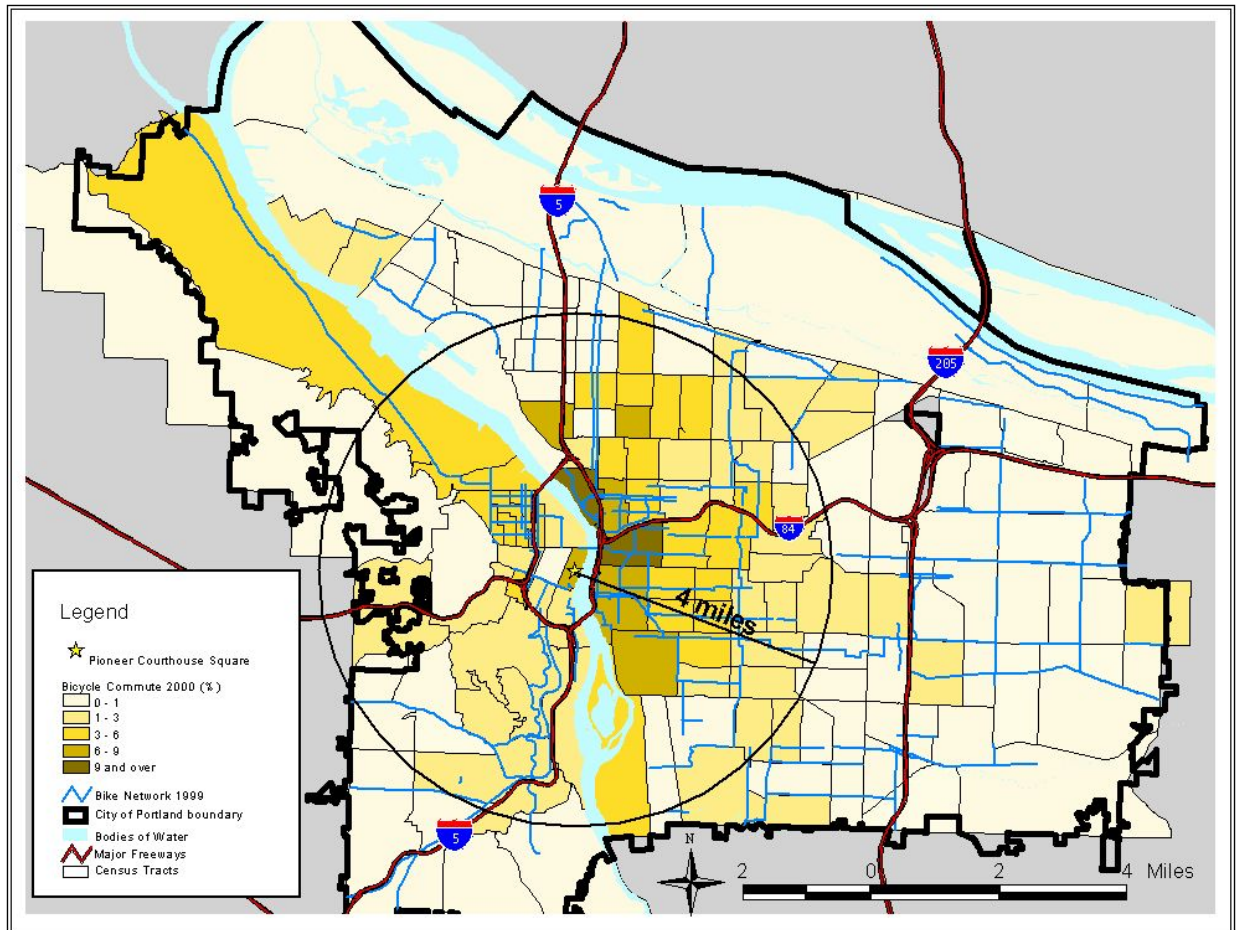 5
205
84
4 miles
Legend
Pioneer Courthouse Square
Bicycle Commute 2000 (%)
0 - 1
1 - 3
3 - 6
6 - 9
9 and over
Bike Network 1999
City of Portland boundary
Bodies of Water
Major Freeways
Census Tracts
5
N
2 0 2 4 Miles